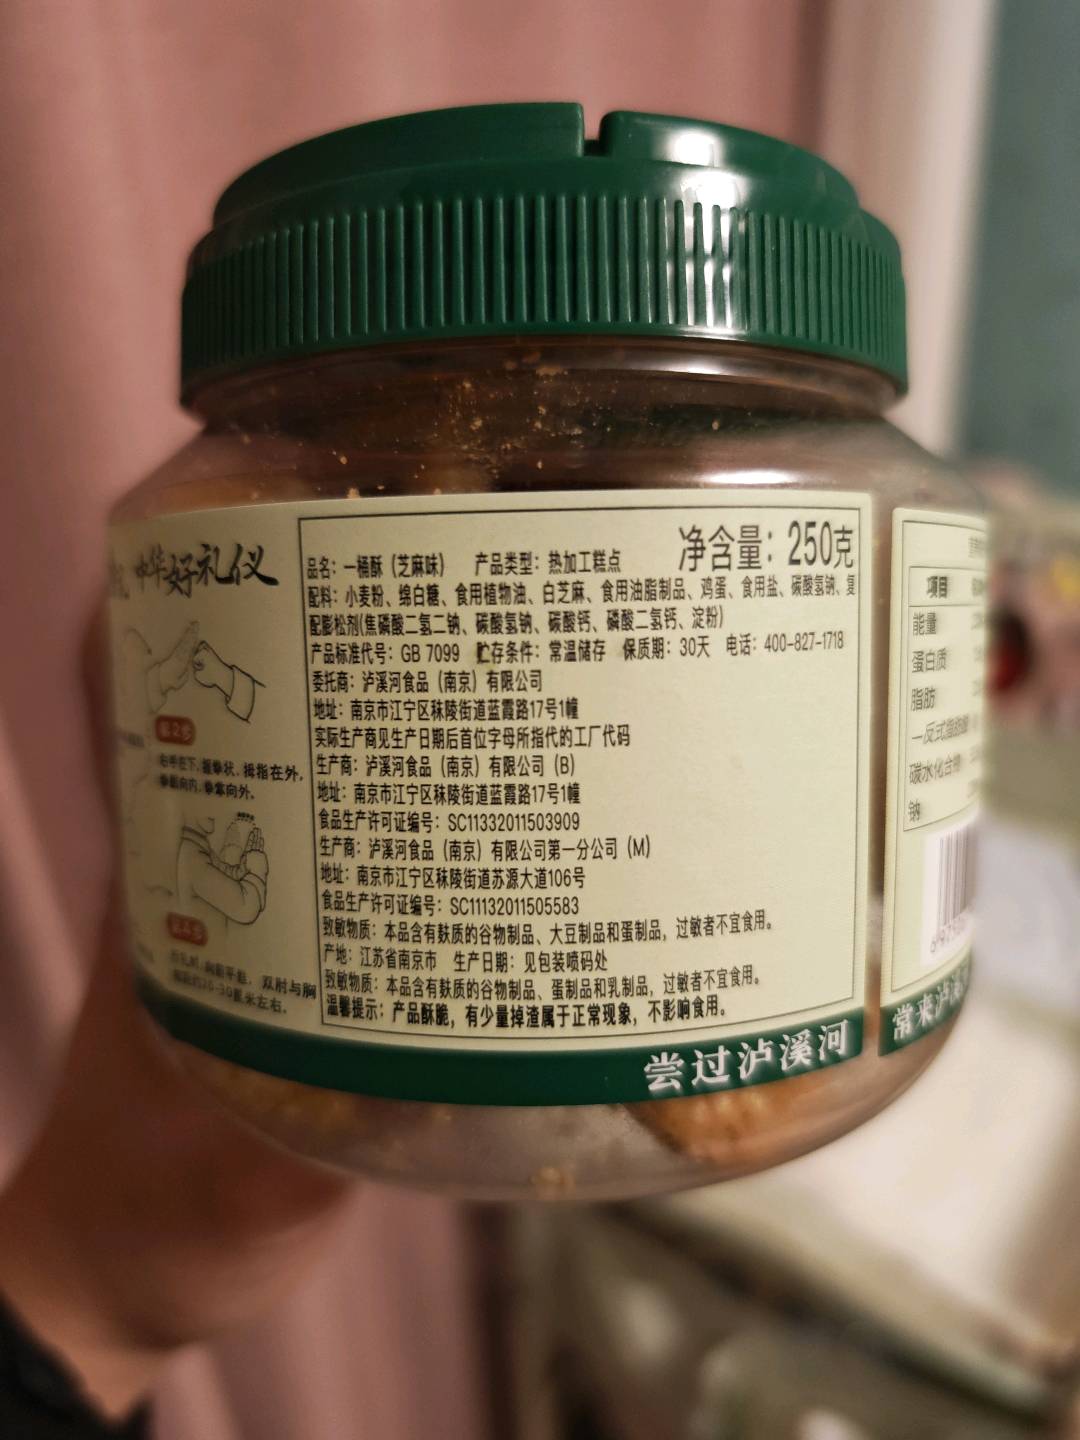 中华好礼仪
第2步
右手在下，握拳状，拇指在外，
拳眼向内，拳掌向外。
第4步
双肘与胸
厘米左右。
净含量：250克
品名：一桶酥（芝麻味） 产品类型：热加工糕点
配料：小麦粉、绵白糖、食用植物油、白芝麻、食用油脂制品、鸡蛋、食用盐、碳酸氢钠、复
配膨松剂(焦磷酸二氢二钠、碳酸氢钠、碳酸钙、磷酸二氢钙、淀粉)
产品标准代号：GB 7099 贮存条件：常温储存 保质期：30天 电话：400-827-1718
委托商：泸溪河食品（南京）有限公司
地址：南京市江宁区秣陵街道蓝霞路17号1幢
实际生产商见生产日期后首位字母所指代的工厂代码
生产商：泸溪河食品（南京）有限公司（B）
地址：南京市江宁区秣陵街道蓝霞路17号1幢
食品生产许可证编号：SC11332011503909
生产商：泸溪河食品（南京）有限公司第一分公司（M）
地址：南京市江宁区秣陵街道苏源大道106号
食品生产许可证编号：SC11132011505583
致敏物质：本品含有麸质的谷物制品、大豆制品和蛋制品，过敏者不宜食用。
产地：江苏省南京市 生产日期：见包装喷码处
致敏物质：本品含有麸质的谷物制品、蛋制品和乳制品，过敏者不宜食用。
温馨提示：产品酥脆，有少量掉渣属于正常现象，不影响食用。
尝过泸溪河
项目
能量
蛋白质
脂肪
—反式脂肪酸
碳水化合物
钠
常来泸溪